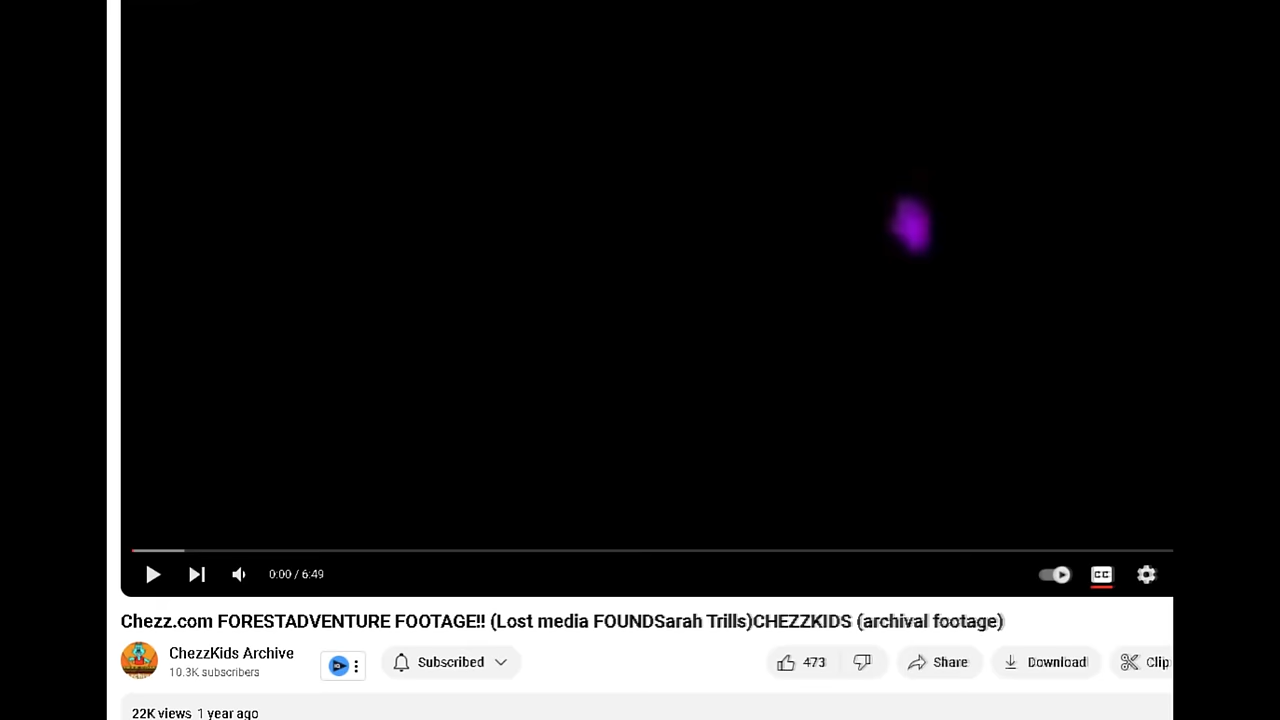 0:00 / 6:49
CC
Chezz.com FORESTADVENTURE FOOTAGE!! (Lost media FOUNDSarah Trills)CHEZZKIDS (archival footage)
ChezzKids Archive
10.3K subscribers
Subscribed
473
Share
Download
Clip
22K views 1 year ago